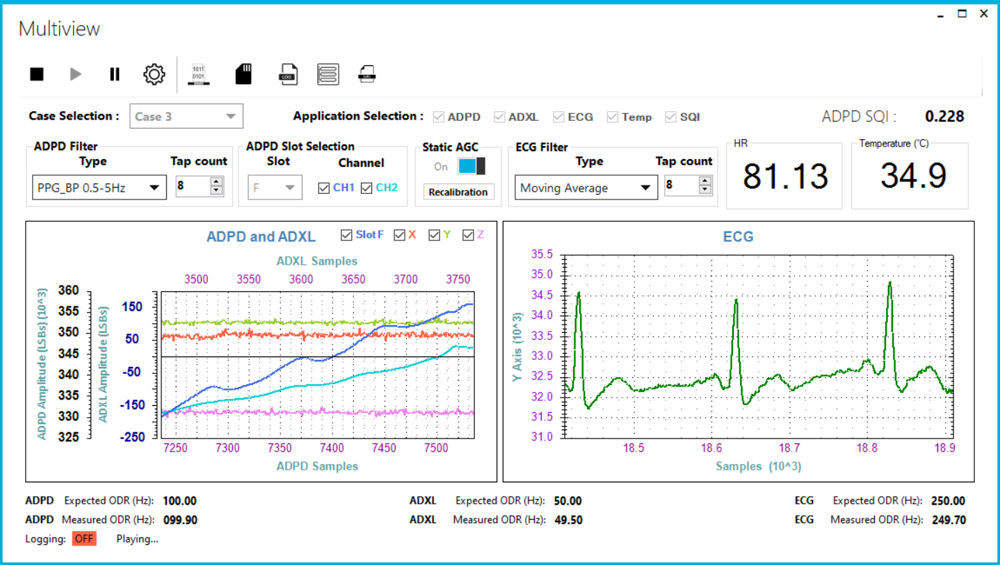 Multiview
1011
0101
LOG
Case Selection : Case 3 Application Selection : ADPD ADXL ECG Temp SQI ADPD SQI : 0.228
ADPD Filter ADPD Slot Selection Static AGC ECG Filter HR Temperature (°C)
Type Tap count Slot Channel On Type Tap count
PPG_BP 0.5-5Hz 8 F CH1 CH2 Recalibration Moving Average 8 81.13 34.9
ADPD and ADXL Slot F X Y Z
ADXL Samples
3500 3550 3600 3650 3700 3750
ADPD Amplitude (LSBs) (10^3)
360
355
350
345
340
335
330
325
ADXL Amplitude (LSBs)
150
50
-50
-150
-250
7250 7300 7350 7400 7450 7500
ADPD Samples
ECG
Y Axis (10^3)
35.5
35.0
34.5
34.0
33.5
33.0
32.5
32.0
31.5
31.0
18.5 18.6 18.7 18.8 18.9
Samples (10^3)
ADPD Expected ODR (Hz): 100.00 ADXL Expected ODR (Hz): 50.00 ECG Expected ODR (Hz): 250.00
ADPD Measured ODR (Hz): 099.90 ADXL Measured ODR (Hz): 49.50 ECG Measured ODR (Hz): 249.70
Logging: OFF Playing...